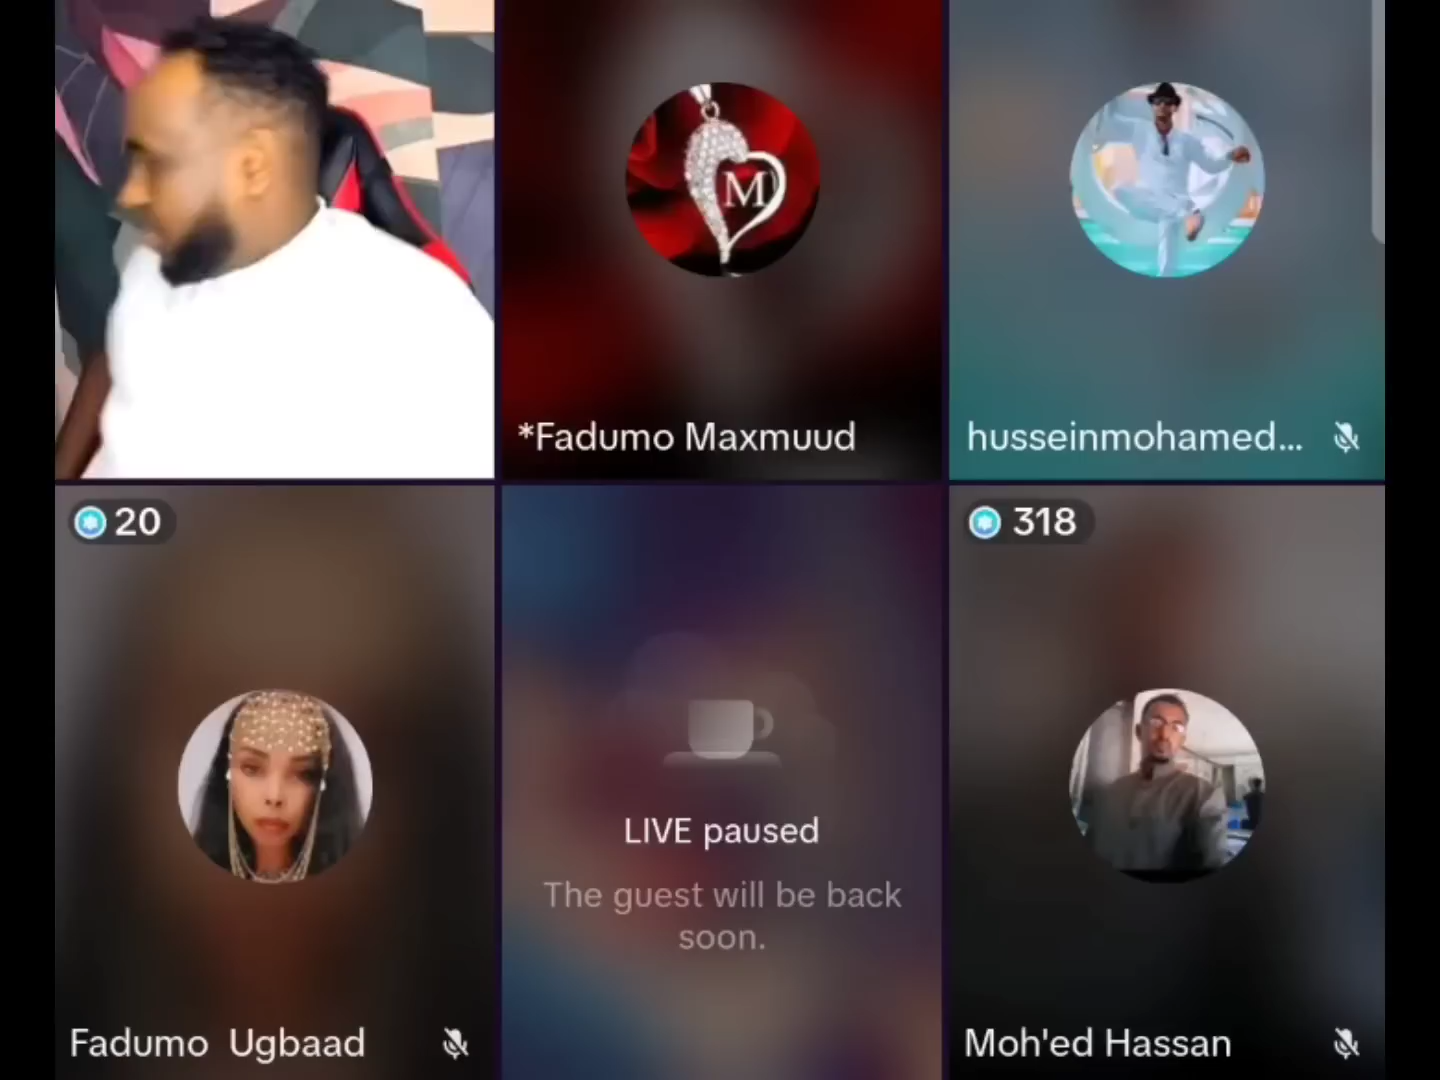 M
*Fadumo Maxmuud
husseinmohamed...
20
318
LIVE paused
The guest will be back
soon.
Fadumo Ugbaad
Moh'ed Hassan